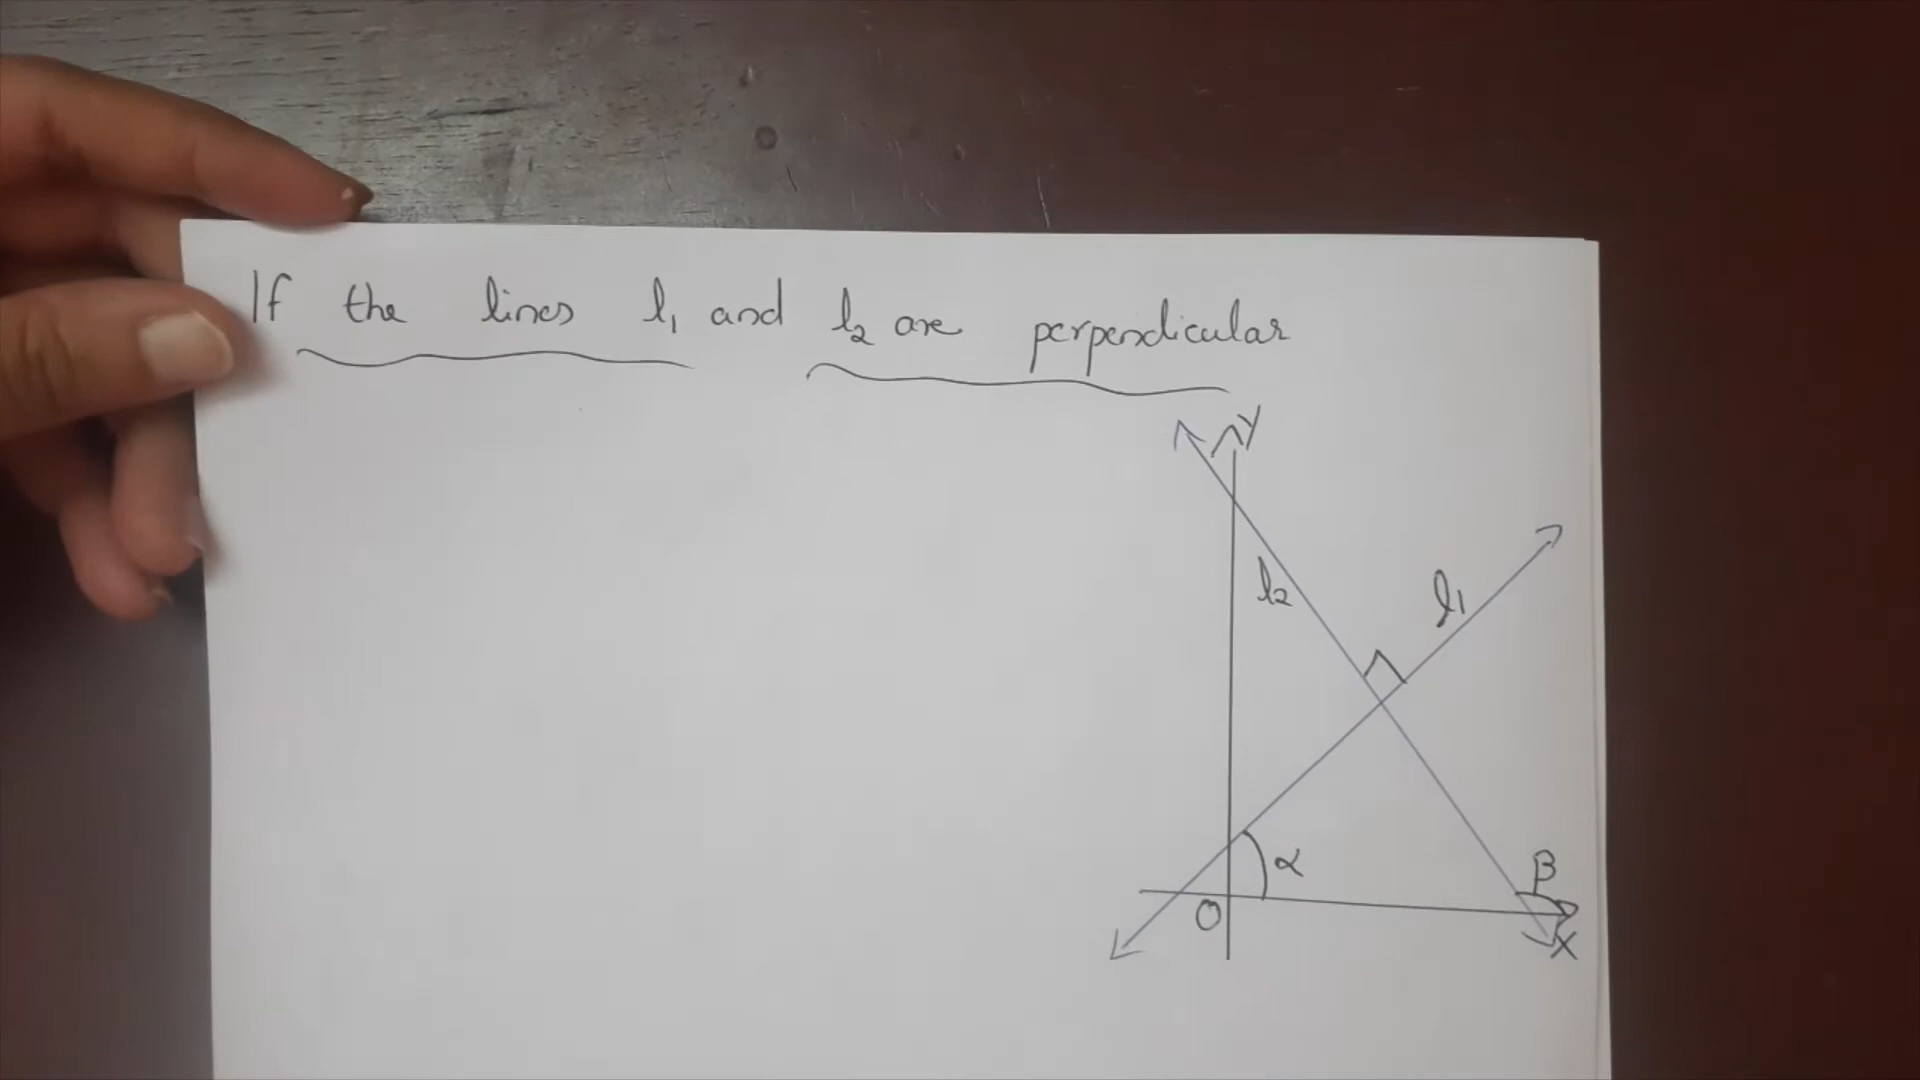 If the lines l₁ and l₂ are perpendicular
Y
l₂
l₁
β
α
O
X